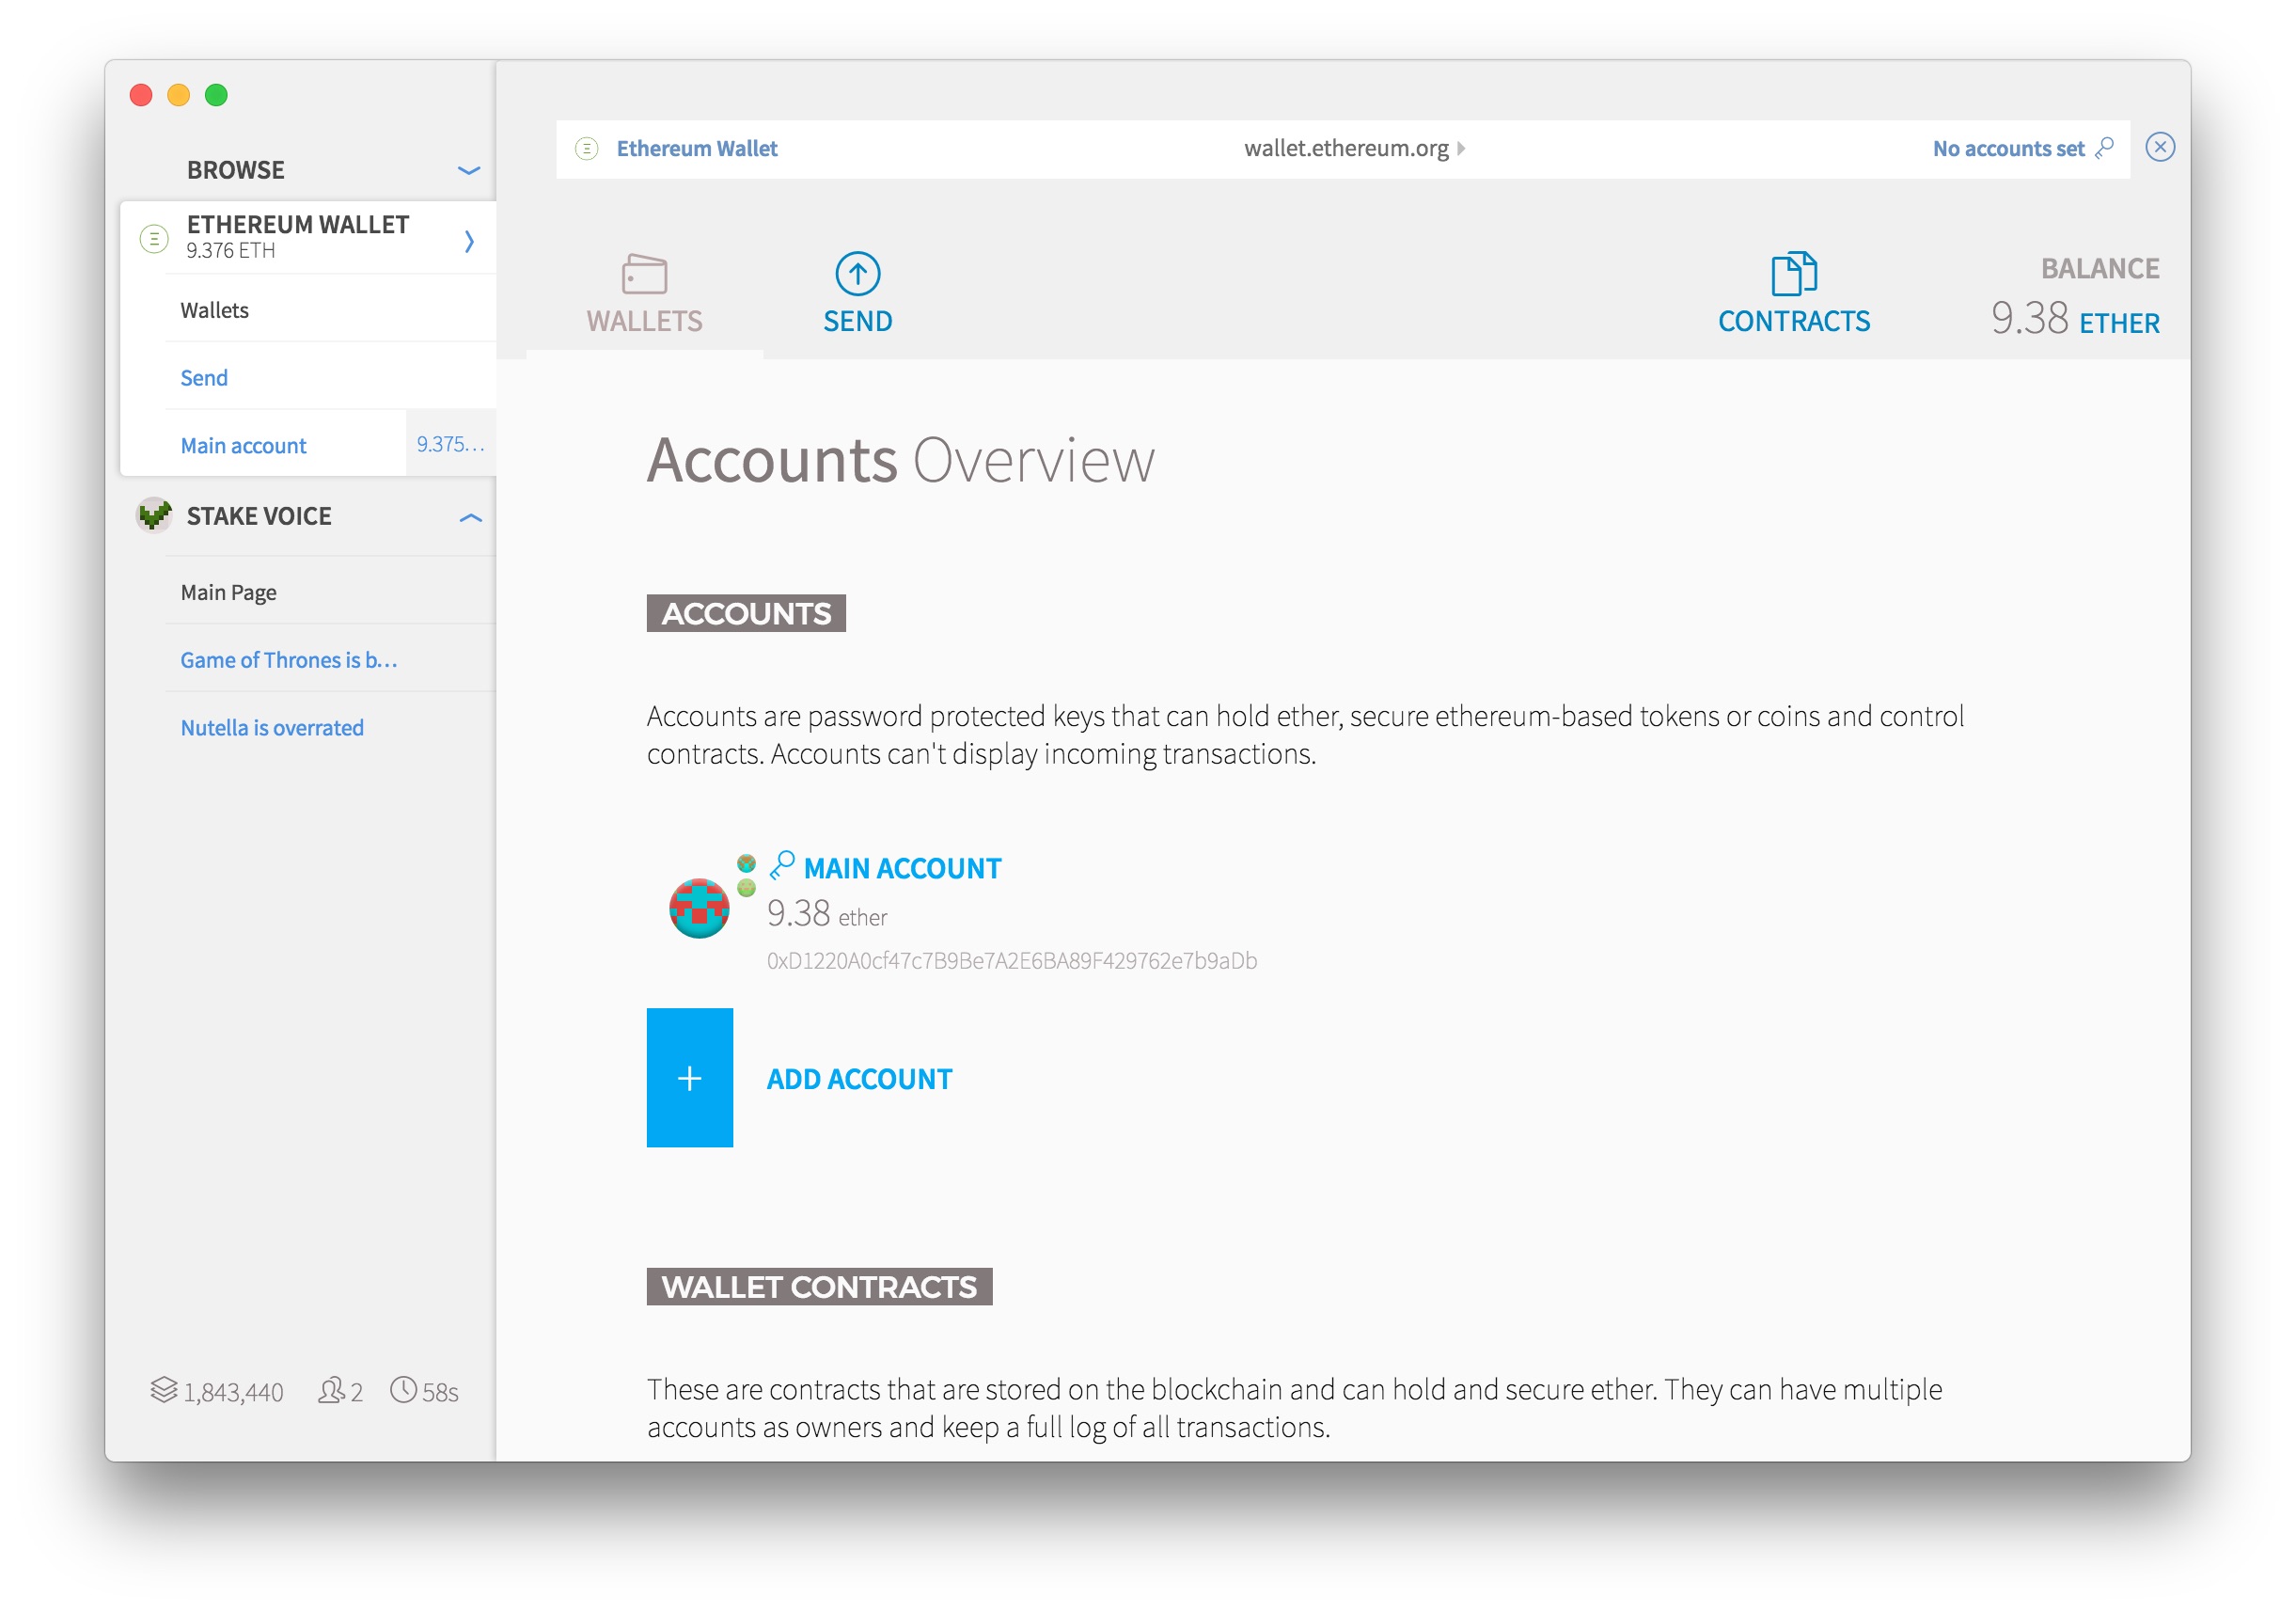 BROWSE
ETHEREUM WALLET
9.376 ETH
Wallets
Send
Main account 9.375...
STAKE VOICE
Main Page
Game of Thrones is b...
Nutella is overrated
1,843,440 2 58s
Ethereum Wallet wallet.ethereum.org No accounts set
WALLETS SEND CONTRACTS
BALANCE
9.38 ETHER
Accounts Overview
ACCOUNTS
Accounts are password protected keys that can hold ether, secure ethereum-based tokens or coins and control
contracts. Accounts can't display incoming transactions.
MAIN ACCOUNT
9.38 ether
0xD1220A0cf47c7B9Be7A2E6BA89F429762e7b9aDb
+ ADD ACCOUNT
WALLET CONTRACTS
These are contracts that are stored on the blockchain and can hold and secure ether. They can have multiple
accounts as owners and keep a full log of all transactions.